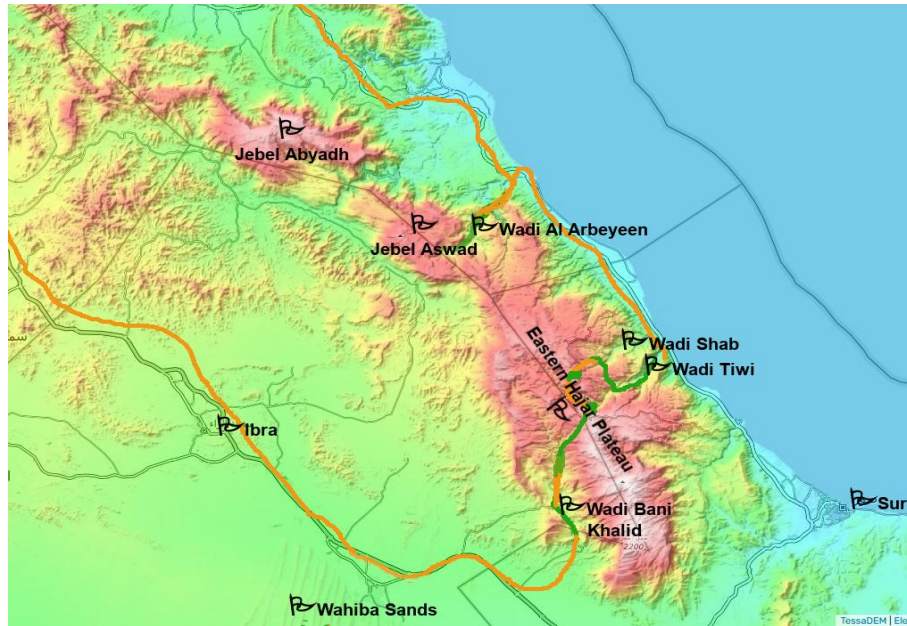 Jebel Abyadh
Jebel Aswad
Wadi Al Arbeyeen
Wadi Shab
Wadi Tiwi
Eastern Hajar Plateau
Ibra
Wadi Bani
Khalid
2200
Sur
Wahiba Sands
TessaDEM | Ele